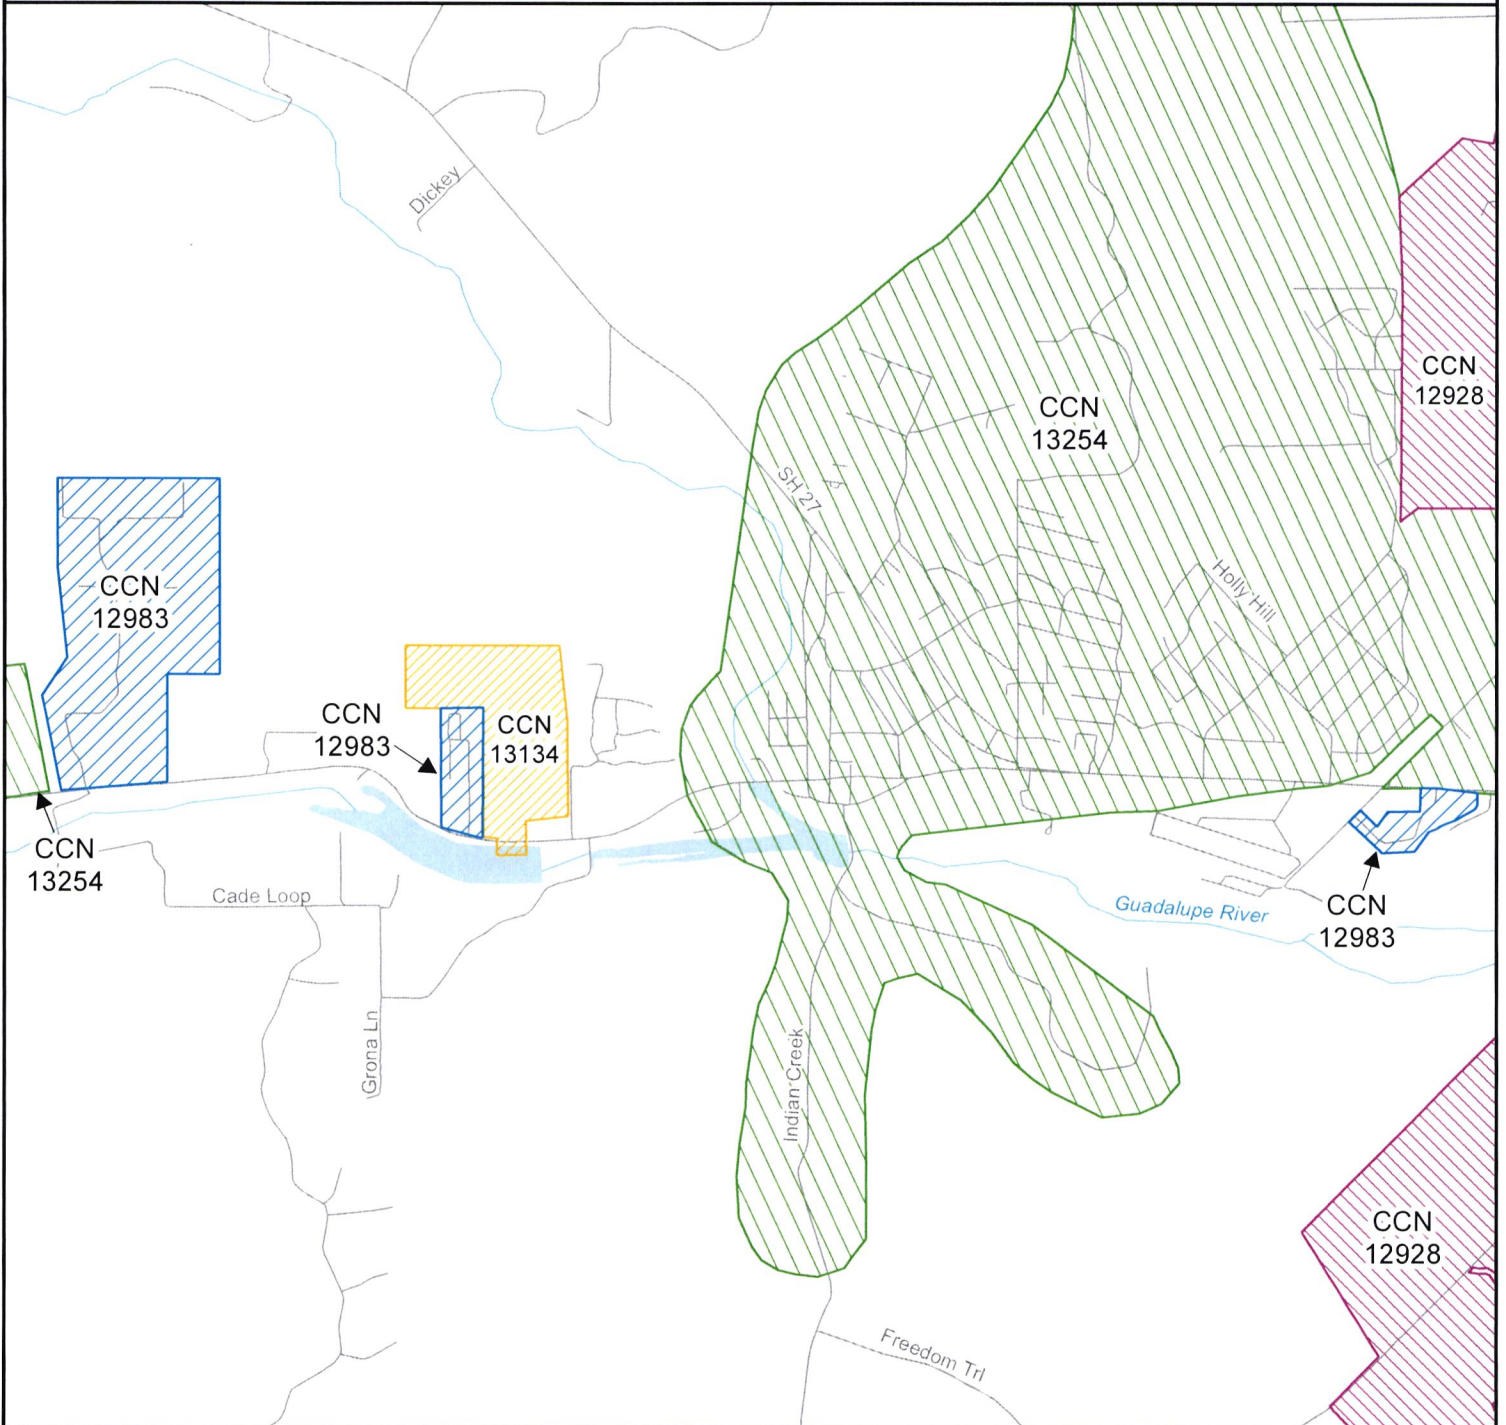 Dickey
CCN
12928
CCN
13254
SH 27
CCN
12983
Holly Hill
CCN
12983
CCN
13134
CCN
13254
Cade Loop
Guadalupe River
CCN
12983
Grona Ln
Indian Creek
CCN
12928
Freedom Trl